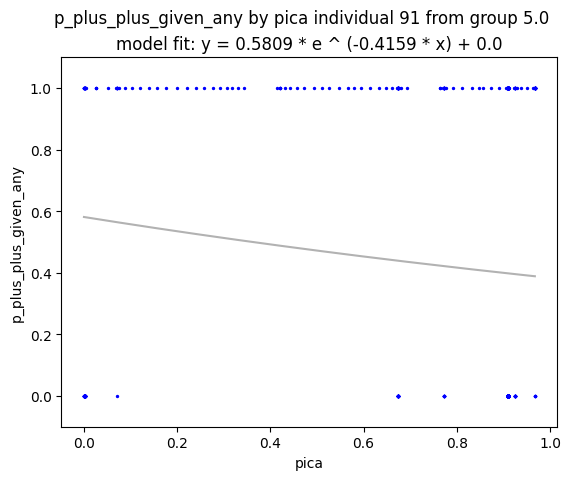 p_plus_plus_given_any by pica individual 91 from group 5.0
model fit: y = 0.5809 * e ^ (-0.4159 * x) + 0.0
p_plus_plus_given_any
1.0
0.8
0.6
0.4
0.2
0.0
0.0 0.2 0.4 0.6 0.8 1.0
pica